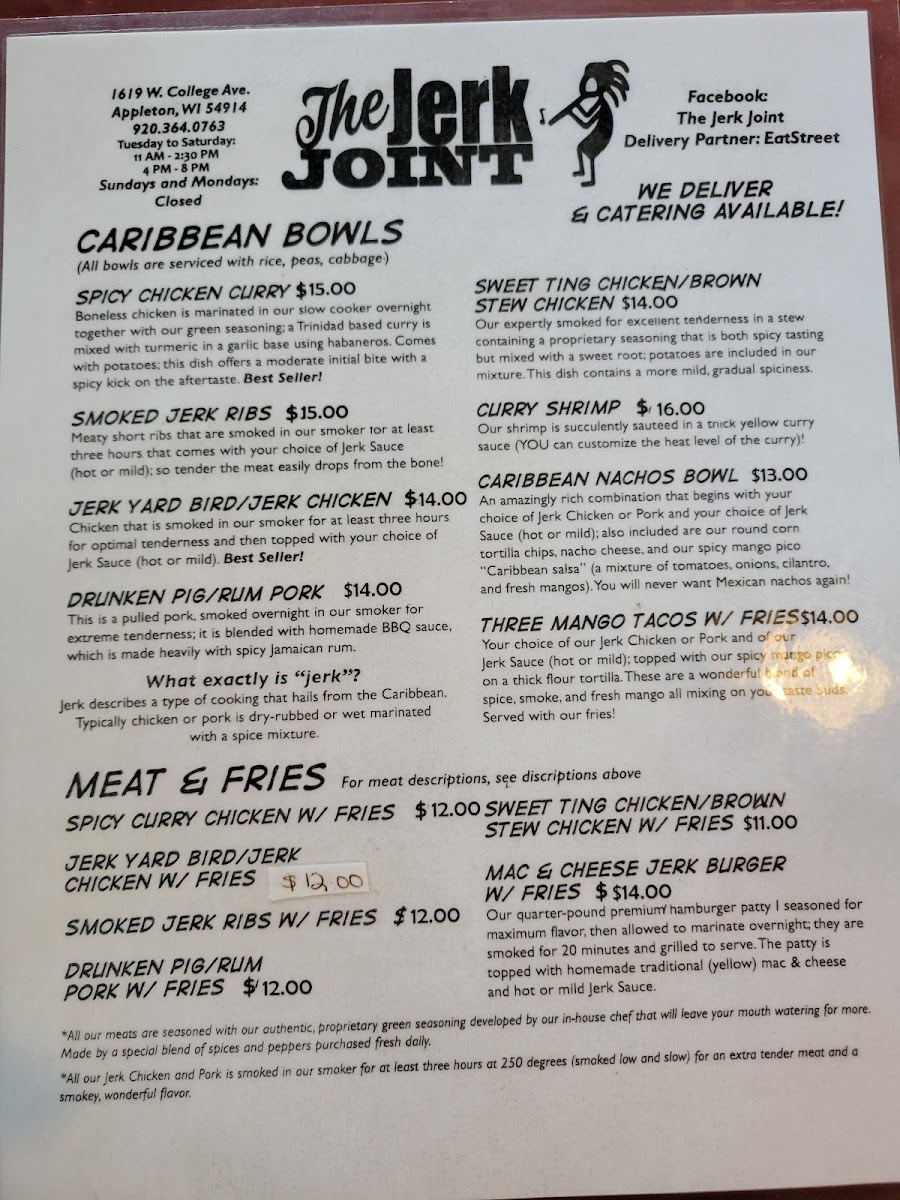 1619 W. College Ave.
Appleton, WI 54914
920.364.0763
Tuesday to Saturday:
11 AM - 2:30 PM
4 PM - 8 PM
Sundays and Mondays:
Closed
The Jerk
JOINT
Facebook:
The Jerk Joint
Delivery Partner: EatStreet
WE DELIVER
& CATERING AVAILABLE!
CARIBBEAN BOWLS
(All bowls are serviced with rice, peas, cabbage)
SPICY CHICKEN CURRY $15.00
Boneless chicken is marinated in our slow cooker overnight
together with our green seasoning; a Trinidad based curry is
mixed with turmeric in a garlic base using habaneros. Comes
with potatoes; this dish offers a moderate initial bite with a
spicy kick on the aftertaste. Best Seller!
SMOKED JERK RIBS $15.00
Meaty short ribs that are smoked in our smoker for at least
three hours that comes with your choice of Jerk Sauce
(hot or mild); so tender the meat easily drops from the bone!
JERK YARD BIRD/JERK CHICKEN $14.00
Chicken that is smoked in our smoker for at least three hours
for optimal tenderness and then topped with your choice of
Jerk Sauce (hot or mild). Best Seller!
DRUNKEN PIG/RUM PORK $14.00
This is a pulled pork, smoked overnight in our smoker for
extreme tenderness; it is blended with homemade BBQ sauce,
which is made heavily with spicy Jamaican rum.
What exactly is "jerk"?
Jerk describes a type of cooking that hails from the Caribbean.
Typically chicken or pork is dry-rubbed or wet marinated
with a spice mixture.
SWEET TING CHICKEN/BROWN
STEW CHICKEN $14.00
Our expertly smoked for excellent tenderness in a stew
containing a proprietary seasoning that is both spicy tasting
but mixed with a sweet root; potatoes are included in our
mixture. This dish contains a more mild, gradual spiciness.
CURRY SHRIMP $ 16.00
Our shrimp is succulently sauteed in a thick yellow curry
sauce (YOU can customize the heat level of the curry)!
CARIBBEAN NACHOS BOWL $13.00
An amazingly rich combination that begins with your
choice of Jerk Chicken or Pork and your choice of Jerk
Sauce (hot or mild); also included are our round corn
tortilla chips, nacho cheese, and our spicy mango pico
"Caribbean salsa" (a mixture of tomatoes, onions, cilantro,
and fresh mangos). You will never want Mexican nachos again!
THREE MANGO TACOS W/ FRIES $14.00
Your choice of our Jerk Chicken or Pork and of our
Jerk Sauce (hot or mild); topped with our spicy mango pico
on a thick flour tortilla. These are a wonderful blend of
spice, smoke, and fresh mango all mixing on your taste buds.
Served with our fries!
MEAT & FRIES For meat descriptions, see discriptions above
SPICY CURRY CHICKEN W/ FRIES $12.00
JERK YARD BIRD/JERK
CHICKEN W/ FRIES $12.00
SMOKED JERK RIBS W/ FRIES $12.00
DRUNKEN PIG/RUM
PORK W/ FRIES $12.00
SWEET TING CHICKEN/BROWN
STEW CHICKEN W/ FRIES $11.00
MAC & CHEESE JERK BURGER
W/ FRIES $ $14.00
Our quarter-pound premium hamburger patty I seasoned for
maximum flavor, then allowed to marinate overnight; they are
smoked for 20 minutes and grilled to serve. The patty is
topped with homemade traditional (yellow) mac & cheese
and hot or mild Jerk Sauce.
*All our meats are seasoned with our authentic, proprietary green seasoning developed by our in-house chef that will leave your mouth watering for more.
Made by a special blend of spices and peppers purchased fresh daily.
*All our Jerk Chicken and Pork is smoked in our smoker for at least three hours at 250 degrees (smoked low and slow) for an extra tender meat and a
smokey, wonderful flavor.